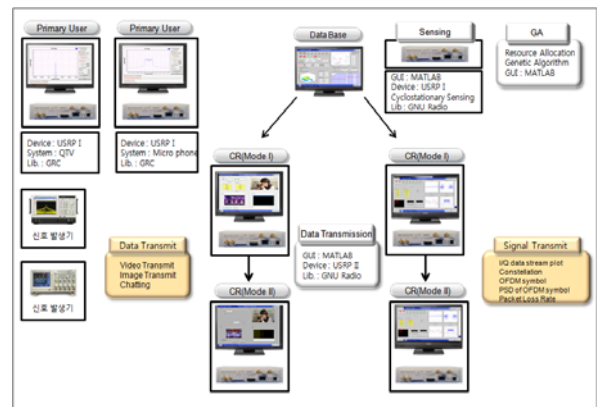 Primary User
Primary User
Device : USRP I
System : QTV
Lib. : GRC
Device : USRP I
System : Micro phone
Lib. : GRC
신호 발생기
신호 발생기
Data Transmit
Video Transmit
Image Transmit
Chatting
Data Base
Sensing
GUI : MATLAB
Device : USRP I
Cyclostationary Sensing
Lib : GNU Radio
GA
Resource Allocation
Genetic Algorithm
GUI : MATLAB
CR(Mode I)
CR(Mode I)
Data Transmission
GUI : MATLAB
Device : USRP II
Lib. : GNU Radio
CR(Mode II)
CR(Mode II)
Signal Transmit
I/Q data stream plot
Constelation
OFDM symbol
PSD of OFDM symbol
Packet Loss Rate